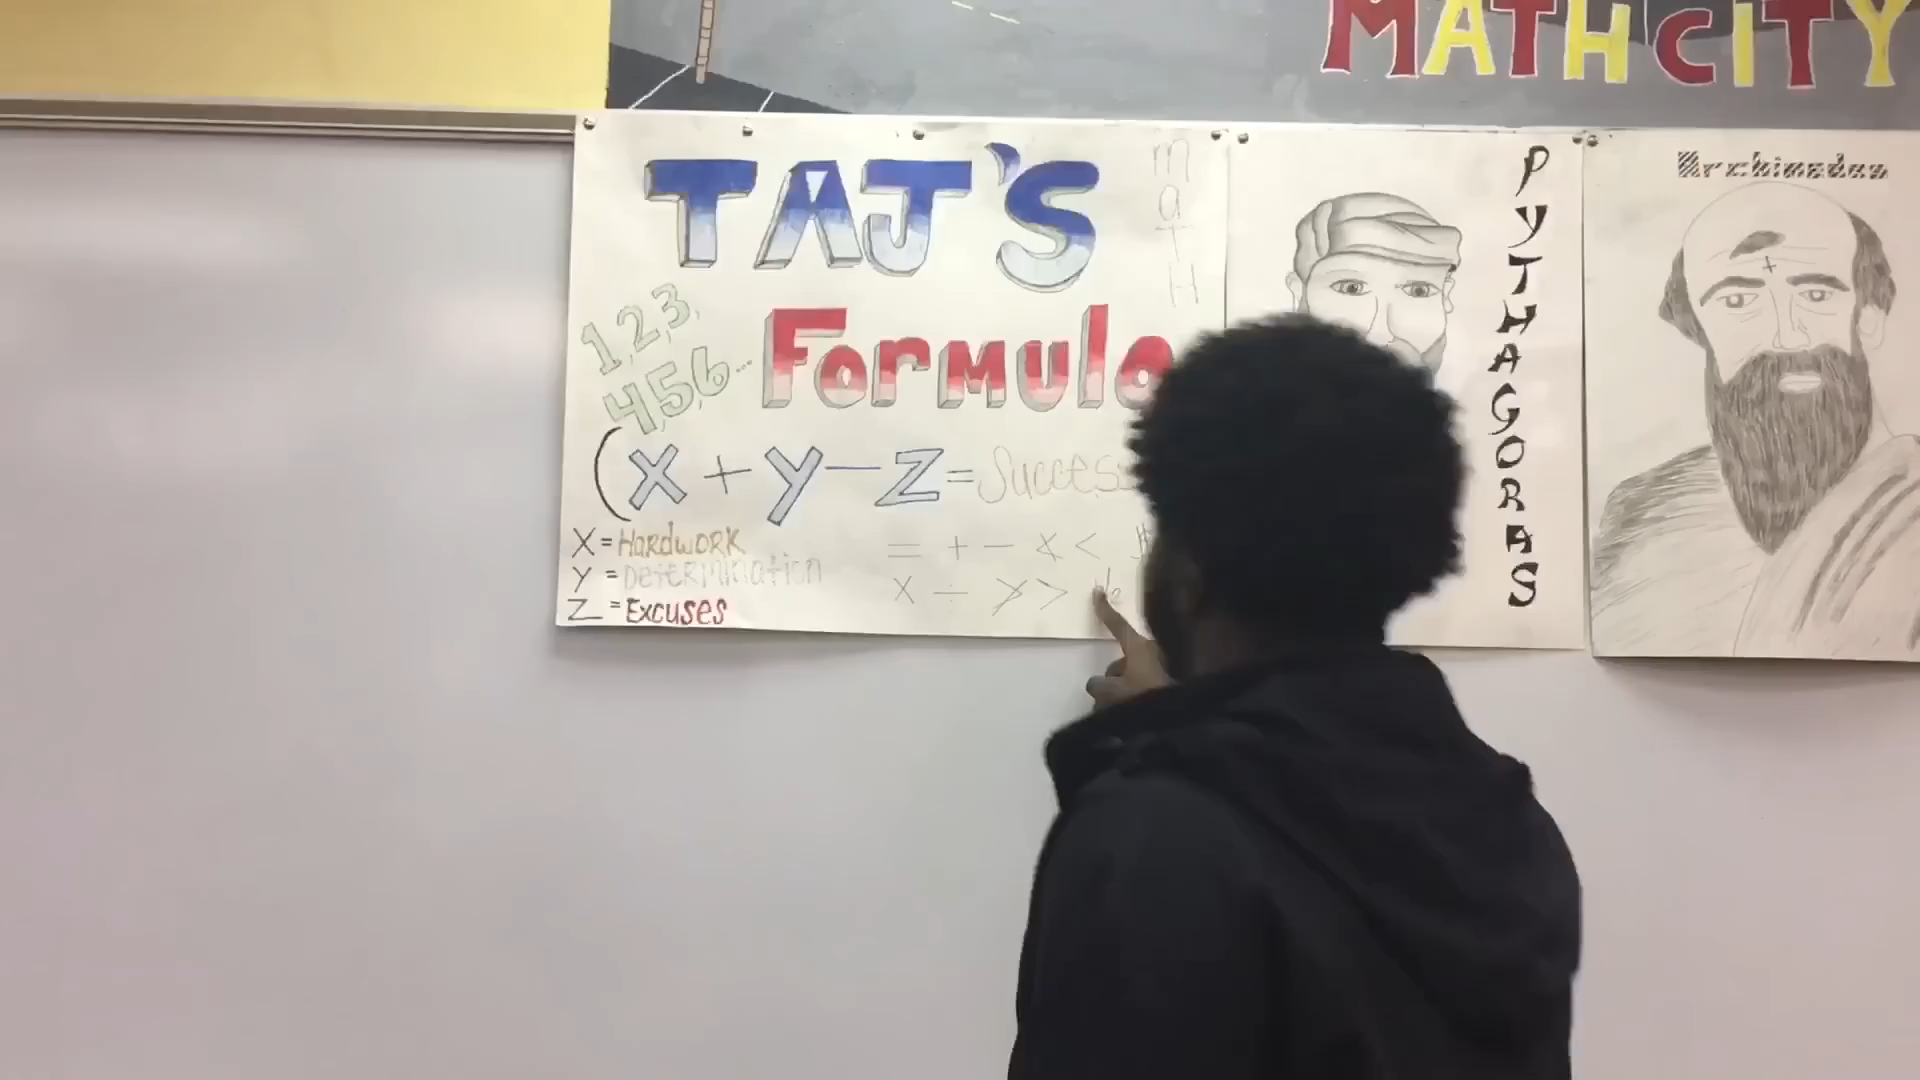 MATH CITY
TAJ'S
maTH
1,2,3,
4,5,6...
Formula
(X + Y - Z = Success
X = Hardwork
Y = Determination
Z = Excuses
= + - ≮ < $
x ÷ ≯ > %
PYTHAGORAS
Archimedes